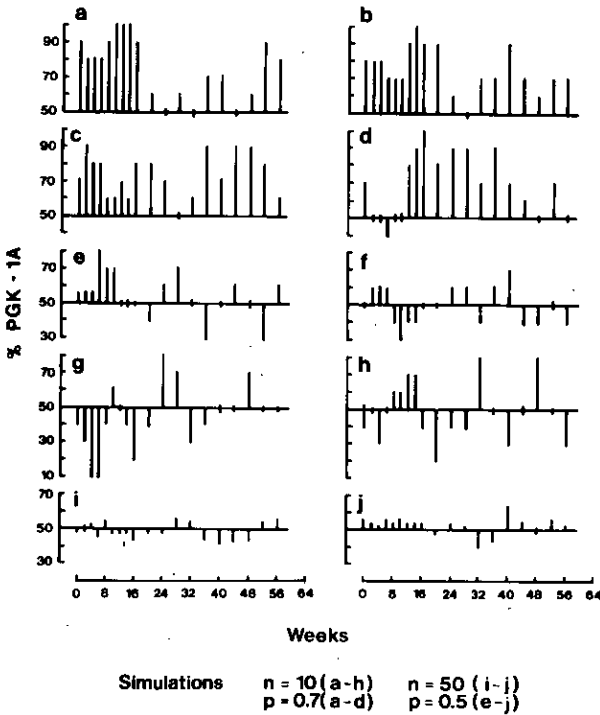 a
b
90
70
50
c
d
90
70
50
% PGK - 1A
e
f
70
50
30
g
h
70
50
30
10
i
j
70
50
30
0 8 16 24 32 40 48 56 64
0 8 16 24 32 40 48 56 64
Weeks
Simulations n = 10(a-h) n = 50 (i-j)
p = 0.7(a-d) p = 0.5(e-j)